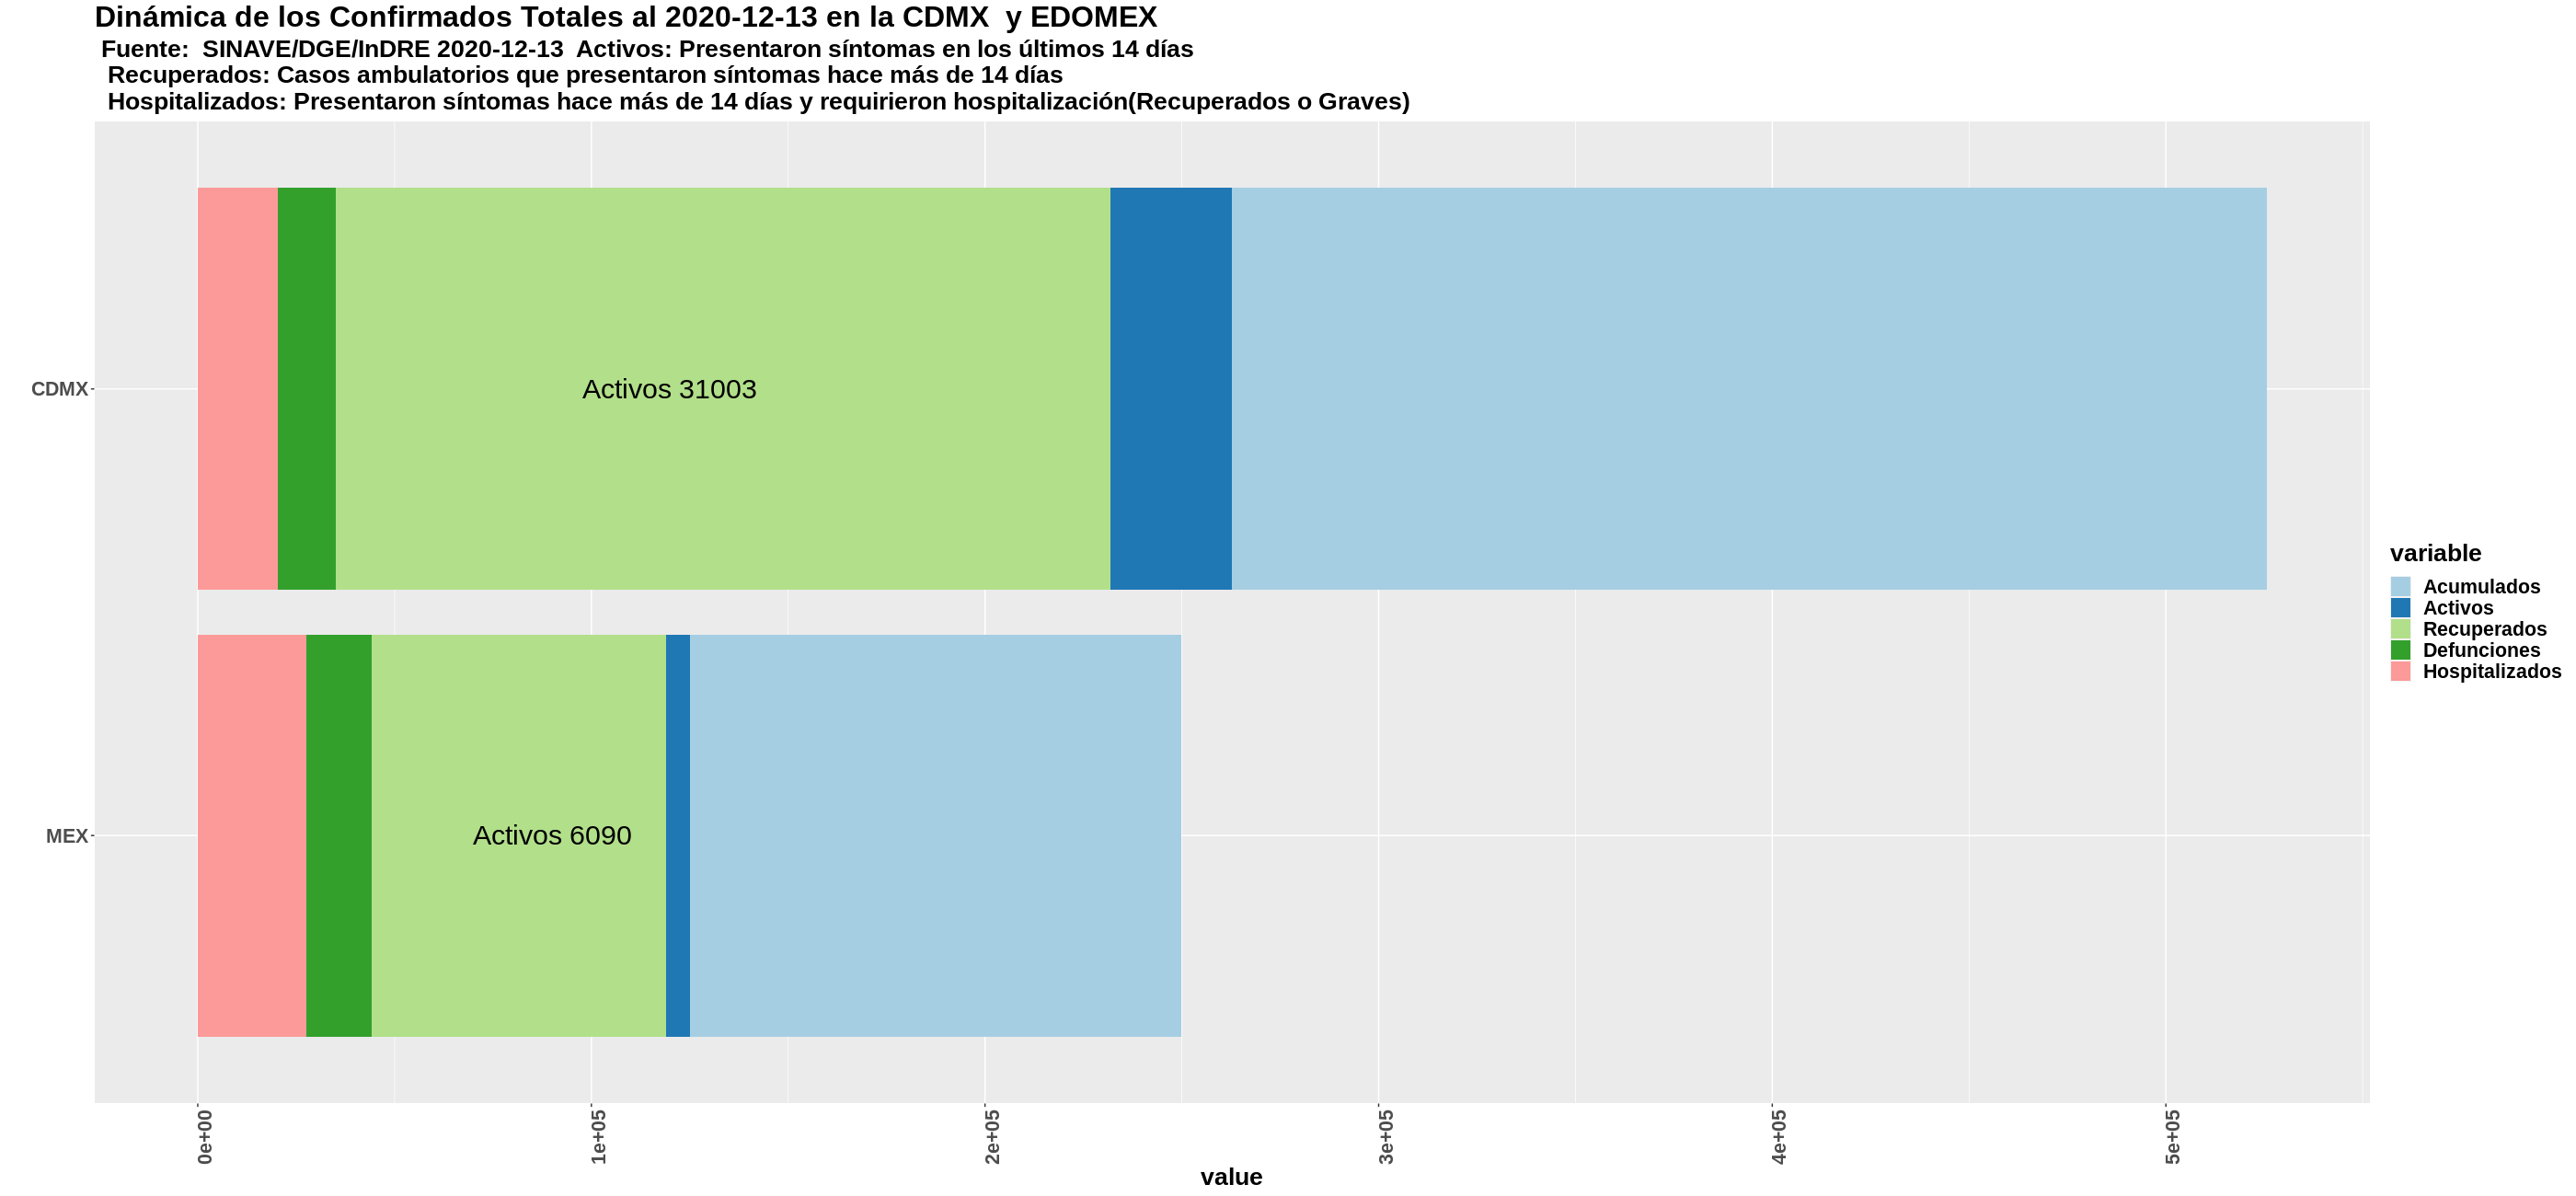 Dinámica de los Confirmados Totales al 2020-12-13 en la CDMX  y EDOMEX
Fuente:  SINAVE/DGE/InDRE 2020-12-13  Activos: Presentaron síntomas en los últimos 14 días
Recuperados: Casos ambulatorios que presentaron síntomas hace más de 14 días
Hospitalizados: Presentaron síntomas hace más de 14 días y requirieron hospitalización(Recuperados o Graves)
CDMX
Activos 31003
MEX
Activos 6090
0e+00
1e+05
2e+05
3e+05
4e+05
5e+05
value
variable
Acumulados
Activos
Recuperados
Defunciones
Hospitalizados